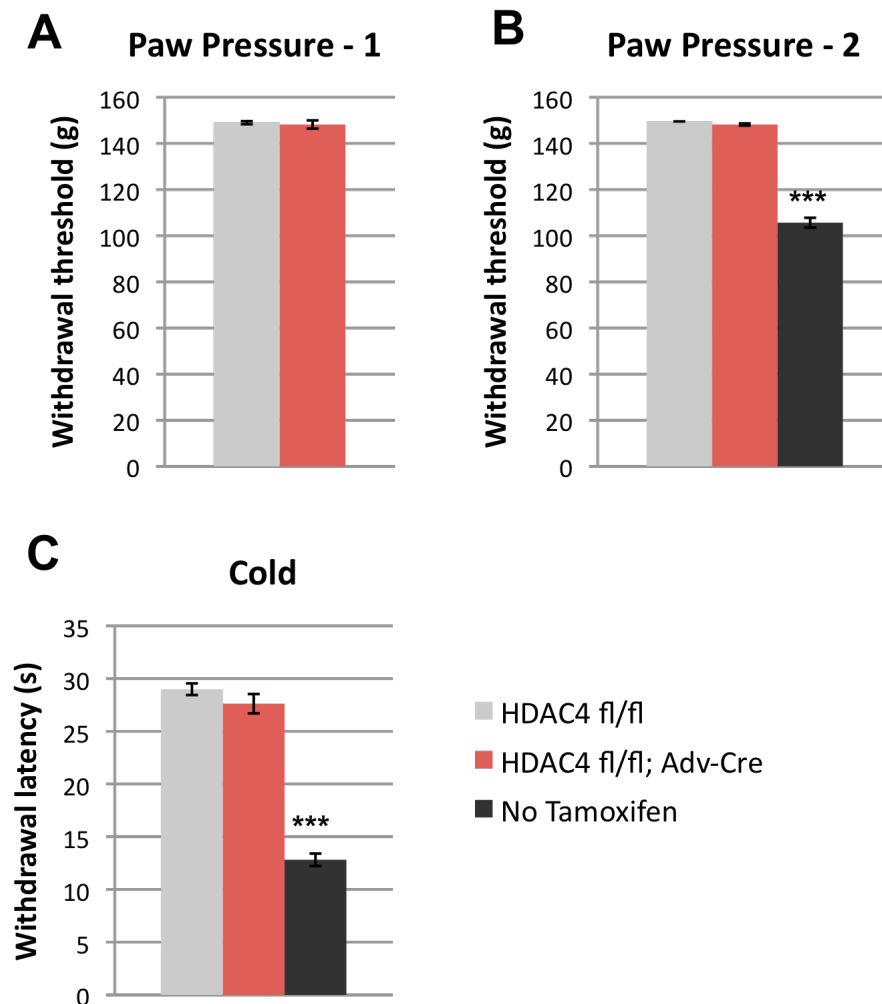 A
Paw Pressure - 1
Withdrawal threshold (g)
160
140
120
100
80
60
40
20
0
B
Paw Pressure - 2
Withdrawal threshold (g)
160
140
120
100
80
60
40
20
0
***
C
Cold
Withdrawal latency (s)
35
30
25
20
15
10
5
0
***
HDAC4 fl/fl
HDAC4 fl/fl; Adv-Cre
No Tamoxifen